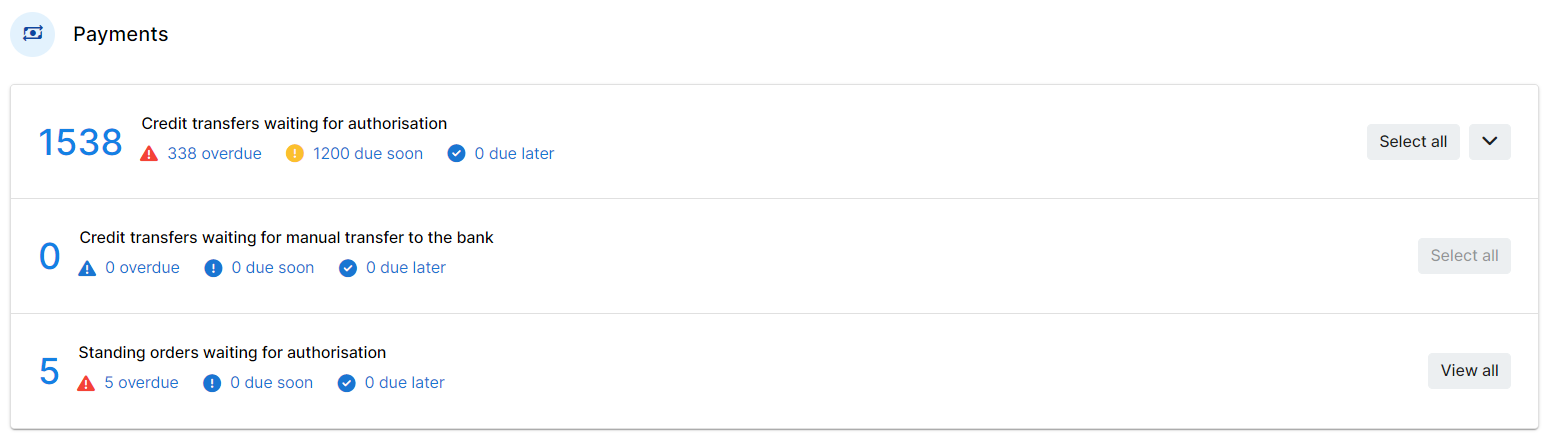 Payments
1538
Credit transfers waiting for authorisation
338 overdue 1200 due soon 0 due later
Select all
0
Credit transfers waiting for manual transfer to the bank
0 overdue 0 due soon 0 due later
Select all
5
Standing orders waiting for authorisation
5 overdue 0 due soon 0 due later
View all